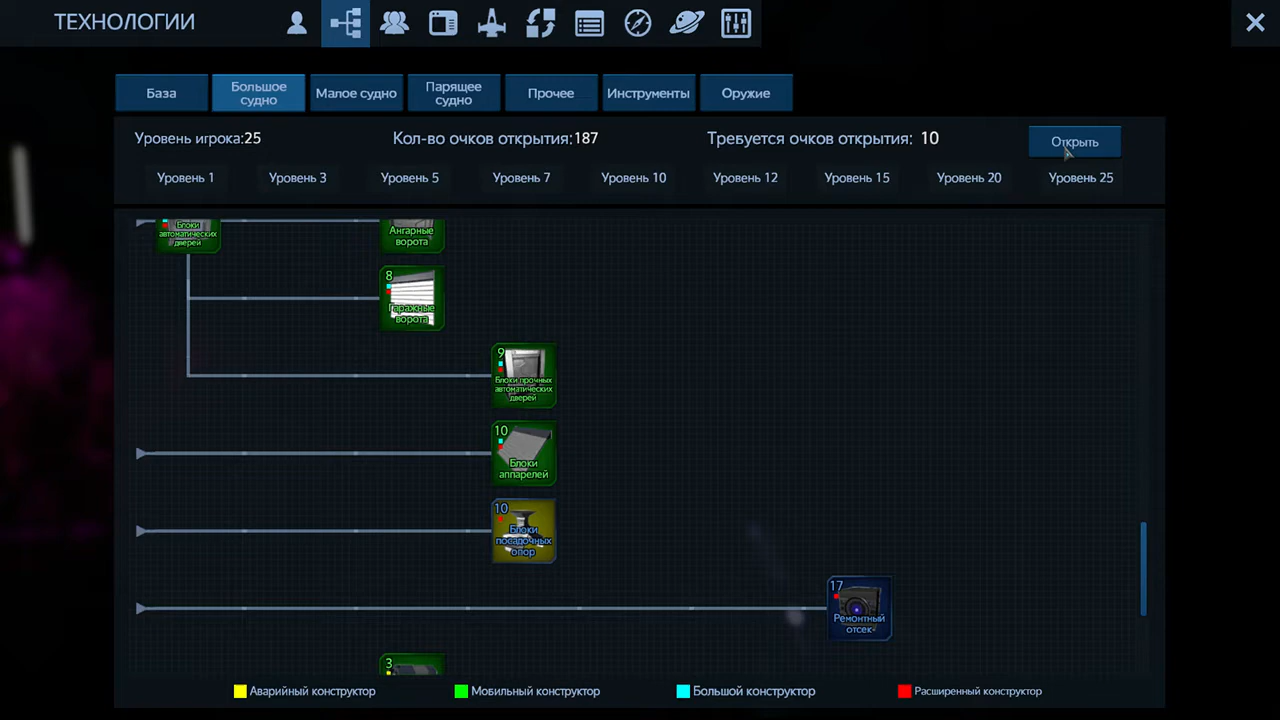 ТЕХНОЛОГИИ
База
Большое
судно
Малое судно
Парящее
судно
Прочее
Инструменты
Оружие
Уровень игрока:25
Кол-во очков открытия:187
Требуется очков открытия: 10
Открыть
Уровень 1
Уровень 3
Уровень 5
Уровень 7
Уровень 10
Уровень 12
Уровень 15
Уровень 20
Уровень 25
Блоки
автоматических
дверей
Ангарные
ворота
8
Гаражные
ворота
9
Блоки прочных
автоматических
дверей
10
Блоки
аппарелей
10
Блоки
посадочных
опор
17
Ремонтный
отсек
3
Аварийный конструктор
Мобильный конструктор
Большой конструктор
Расширенный конструктор